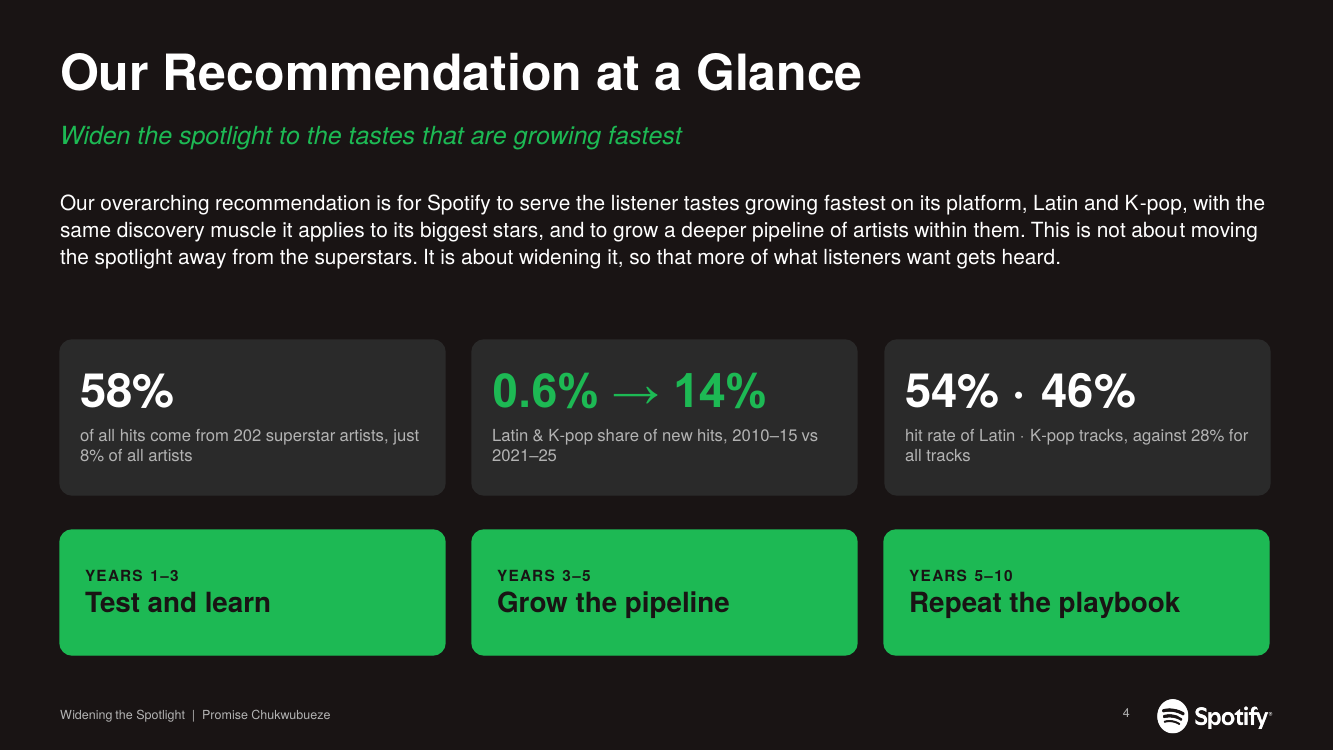 Our Recommendation at a Glance
Widen the spotlight to the tastes that are growing fastest
Our overarching recommendation is for Spotify to serve the listener tastes growing fastest on its platform, Latin and K-pop, with the
same discovery muscle it applies to its biggest stars, and to grow a deeper pipeline of artists within them. This is not about moving
the spotlight away from the superstars. It is about widening it, so that more of what listeners want gets heard.
58%
of all hits come from 202 superstar artists, just
8% of all artists
0.6% → 14%
Latin & K-pop share of new hits, 2010–15 vs
2021–25
54% · 46%
hit rate of Latin · K-pop tracks, against 28% for
all tracks
YEARS 1–3
Test and learn
YEARS 3–5
Grow the pipeline
YEARS 5–10
Repeat the playbook
Widening the Spotlight | Promise Chukwubueze
4
Spotify